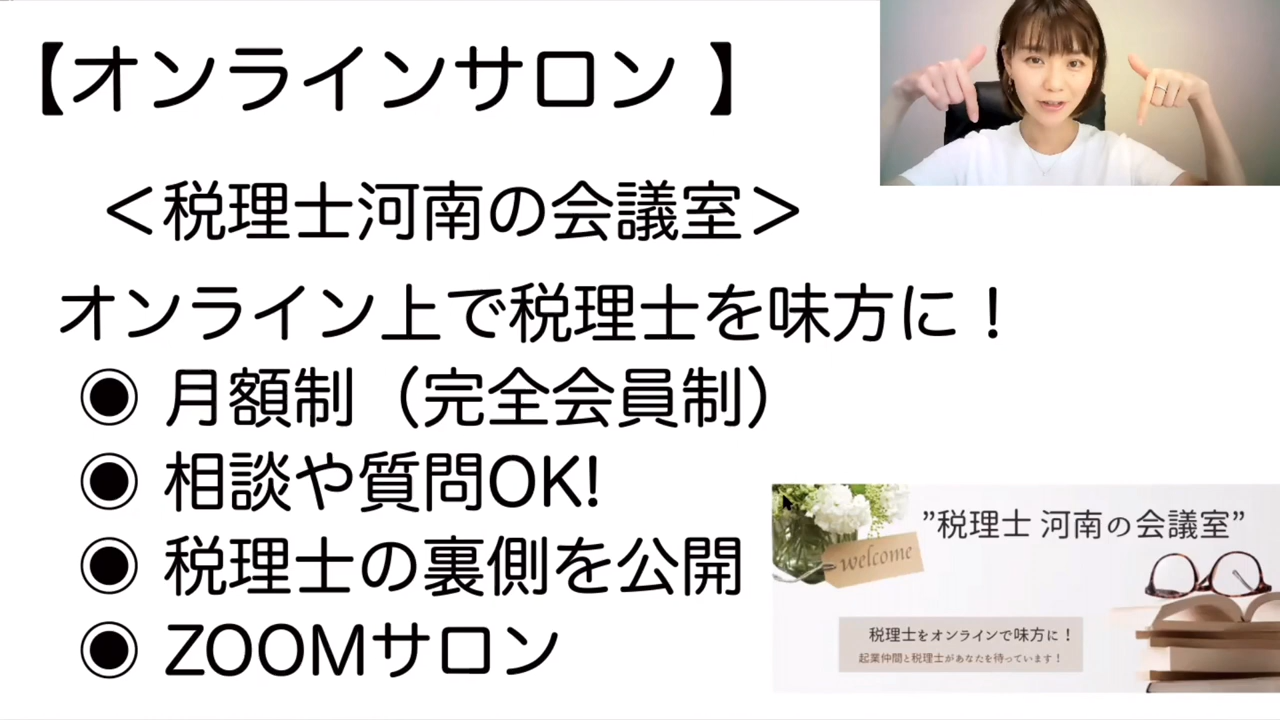 【オンラインサロン 】
＜税理士河南の会議室＞
オンライン上で税理士を味方に！
◉ 月額制（完全会員制）
◉ 相談や質問OK!
◉ 税理士の裏側を公開
◉ ZOOMサロン
”税理士 河南の会議室”
welcome
税理士をオンラインで味方に！
起業仲間と税理士があなたを待っています！